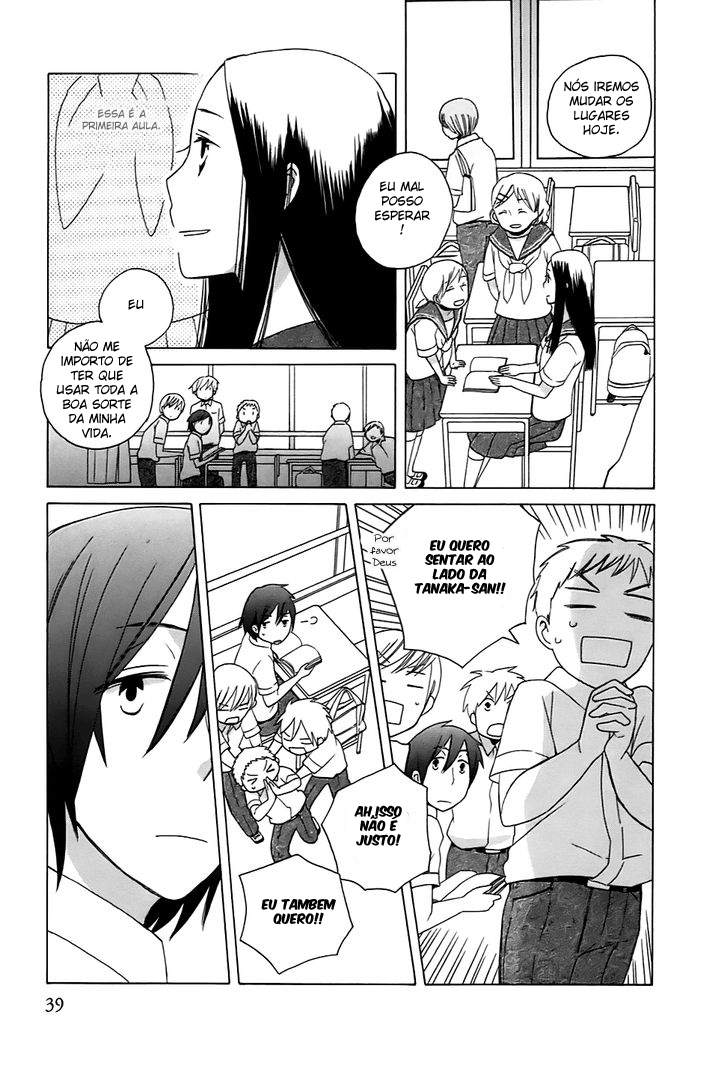 NÓS IREMOS
MUDAR OS
LUGARES
HOJE.
EU MAL
POSSO
ESPERAR
!
ESSA É A
PRIMEIRA AULA.
EU
NÃO ME
IMPORTO DE
TER QUE
USAR TODA A
BOA SORTE
DA MINHA
VIDA.
Por
favor
Deus
EU QUERO
SENTAR AO
LADO DA
TANAKA-SAN!!
AH, ISSO
NÃO É
JUSTO!
EU TAMBEM
QUERO!!
39